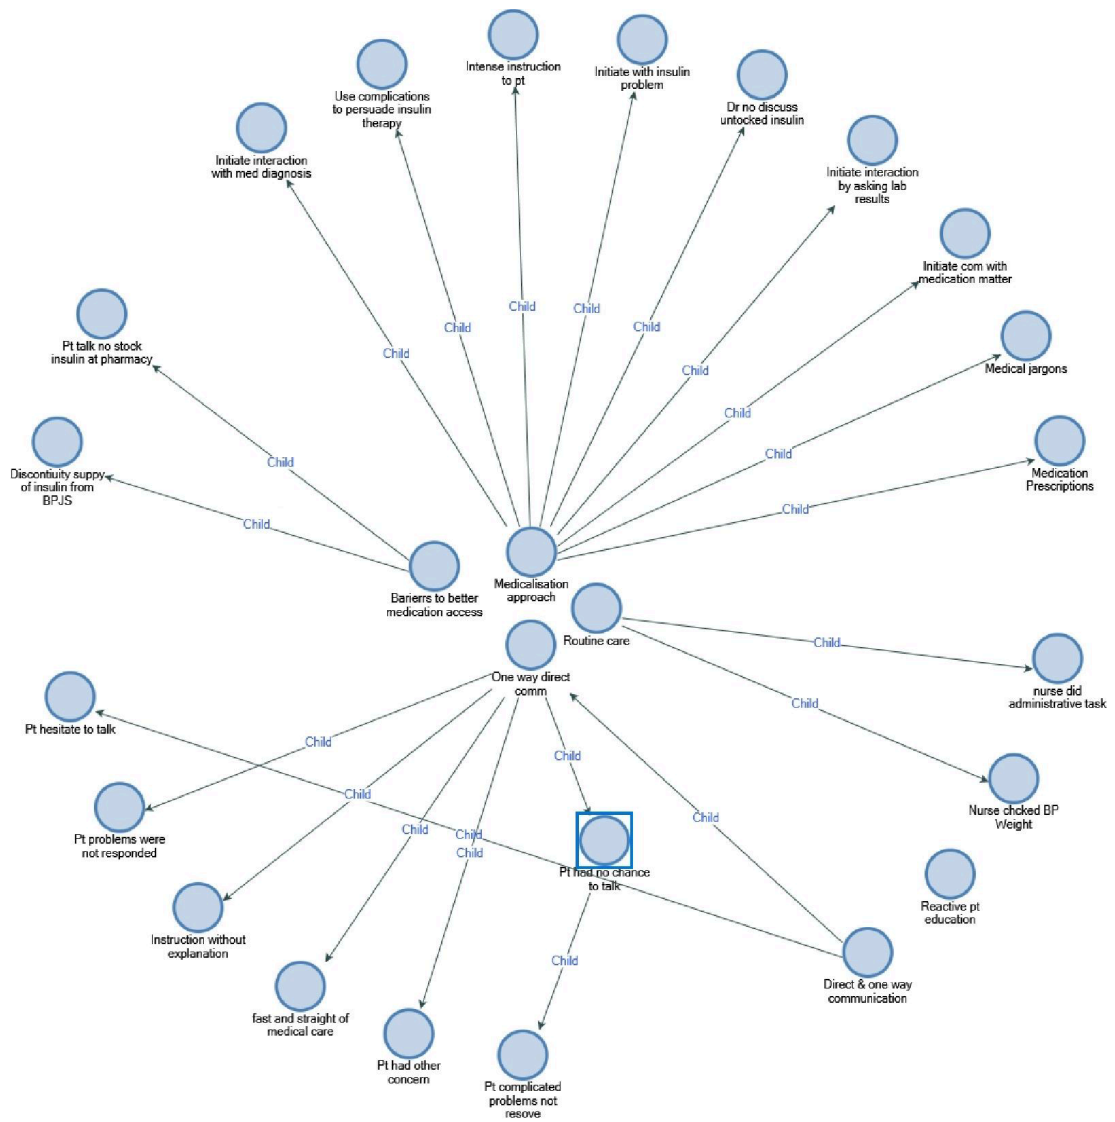 Intense instruction
to pt
Initiate with insulin
problem
Use complications
to persuade insulin
therapy
Dr no discuss
untocked insulin
Initiate interaction
with med diagnosis
Initiate interaction
by asking lab
results
Initiate com with
medication matter
Child
Child
Child
Child
Child
Child
Child
Child
Child
Pt talk no stock
insulin at pharmacy
Medical jargons
Discontiuity suppy
of insulin from
BPJS
Medication
Prescriptions
Child
Child
Barierrs to better
medication access
Medicalisation
approach
Routine care
Child
Child
One way direct
comm
nurse did
administrative task
Pt hesitate to talk
Child
Child
Child
Child
Child
Child
Child
Pt problems were
not responded
Nurse chcked BP
Weight
Pt had no chance
to talk
Reactive pt
education
Instruction without
explanation
Child
Direct & one way
communication
fast and straight of
medical care
Pt had other
concern
Pt complicated
problems not
resove